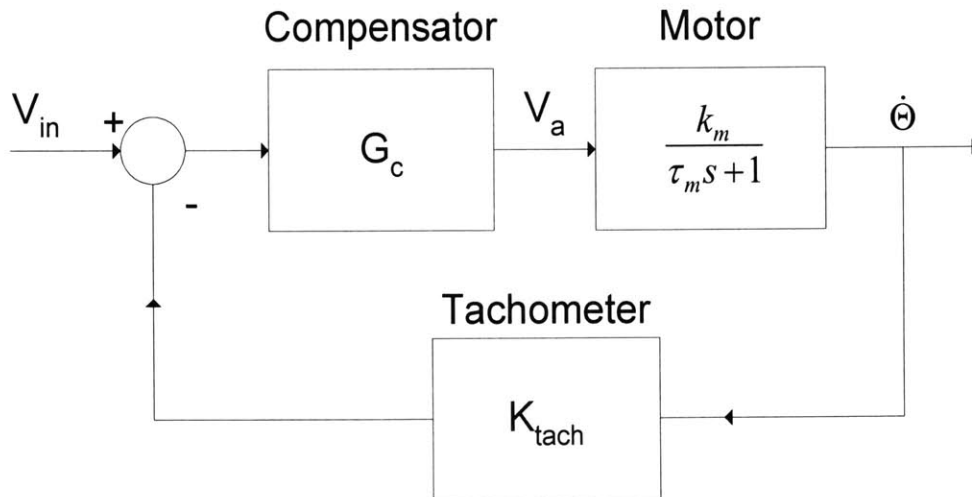 Compensator
Motor
V_in
+
-
G_c
V_a
k_m
τ_m s + 1
Θ̇
Tachometer
K_tach